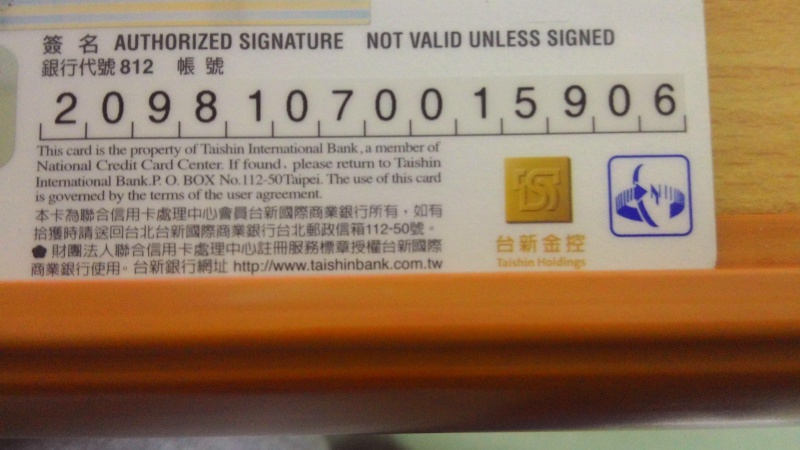 簽 名 AUTHORIZED SIGNATURE NOT VALID UNLESS SIGNED
銀行代號 812 帳 號
20981070015906
This card is the property of Taishin International Bank, a member of
National Credit Card Center. If found, please return to Taishin
International Bank.P. O. BOX No.112-50Taipei. The use of this card
is governed by the terms of the user agreement.
本卡為聯合信用卡處理中心會員台新國際商業銀行所有，如有
拾獲時請送回台北台新國際商業銀行台北郵政信箱112-50號。
財團法人聯合信用卡處理中心註冊服務標章授權台新國際
商業銀行使用。台新銀行網址 http://www.taishinbank.com.tw
台新金控
Taishin Holdings